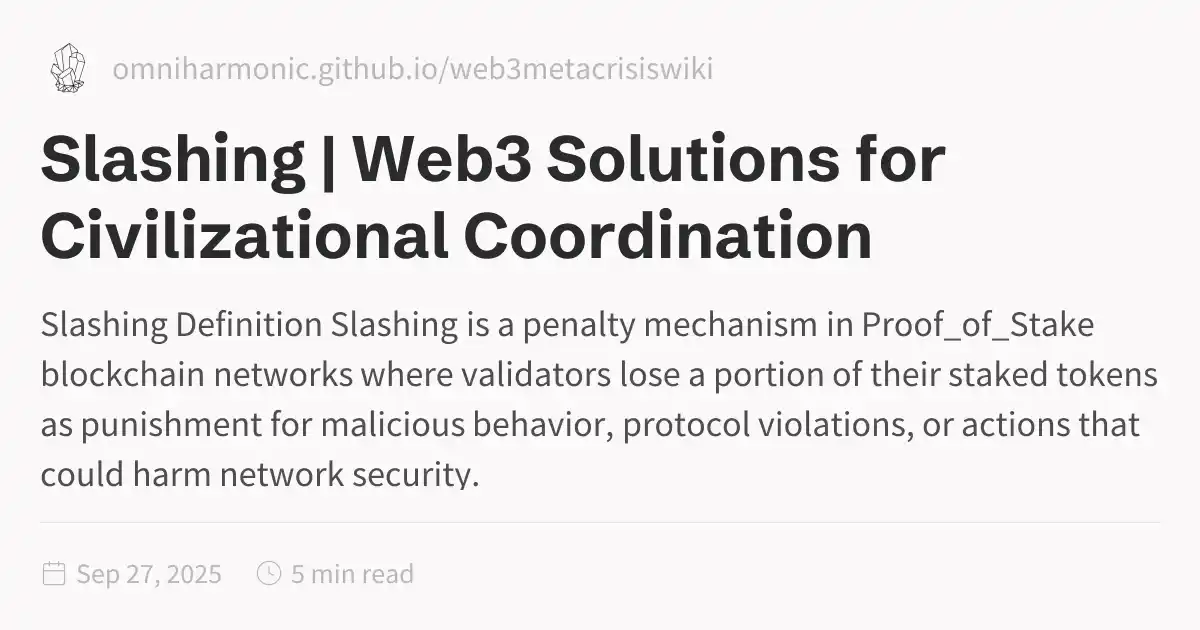 omniharmonic.github.io/web3metacrisiswiki
Slashing | Web3 Solutions for
Civilizational Coordination
Slashing Definition Slashing is a penalty mechanism in Proof_of_Stake
blockchain networks where validators lose a portion of their staked tokens
as punishment for malicious behavior, protocol violations, or actions that
could harm network security.
Sep 27, 2025 5 min read